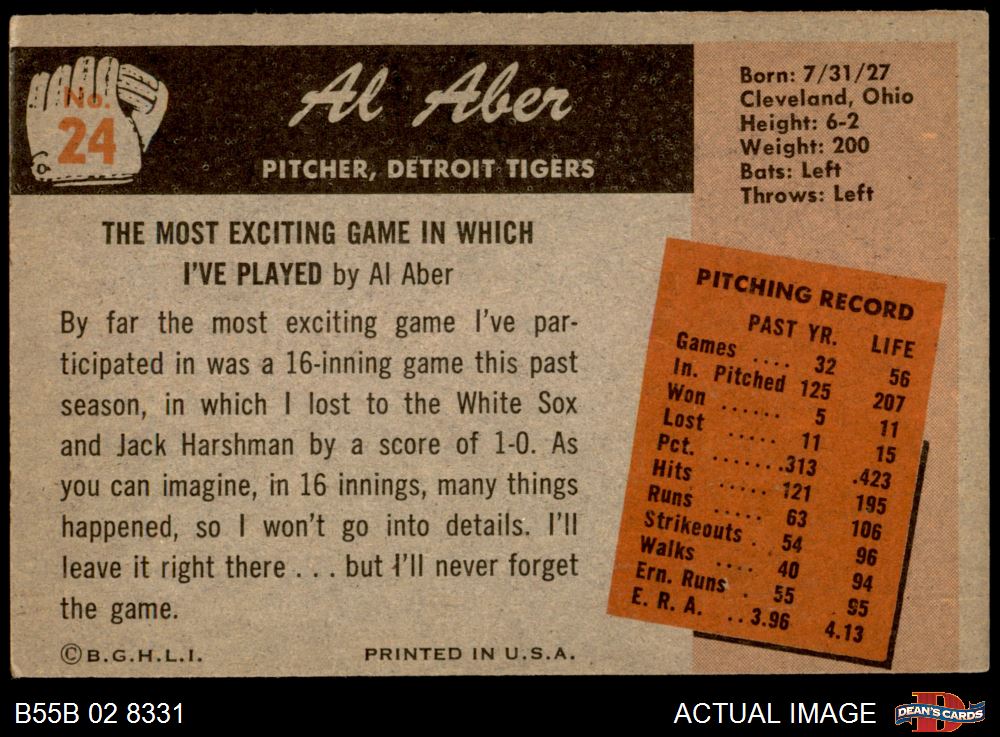 No.
24
Al Aber
PITCHER, DETROIT TIGERS
Born: 7/31/27
Cleveland, Ohio
Height: 6-2
Weight: 200
Bats: Left
Throws: Left
THE MOST EXCITING GAME IN WHICH
I'VE PLAYED by Al Aber
By far the most exciting game I've par-
ticipated in was a 16-inning game this past
season, in which I lost to the White Sox
and Jack Harshman by a score of 1-0. As
you can imagine, in 16 innings, many things
happened, so I won't go into details. I'll
leave it right there . . . but I'll never forget
the game.
©B.G.H.L.I. PRINTED IN U.S.A.
PITCHING RECORD
PAST YR. LIFE
Games .... 32 56
In. Pitched 125 207
Won ...... 5 11
Lost ..... 11 15
Pct. .......313 .423
Hits ..... 121 195
Runs ..... 63 106
Strikeouts . 54 96
Walks .... 40 94
Ern. Runs . 55 95
E. R. A. ..3.96 4.13
B55B 02 8331
ACTUAL IMAGE
D
DEAN'S CARDS